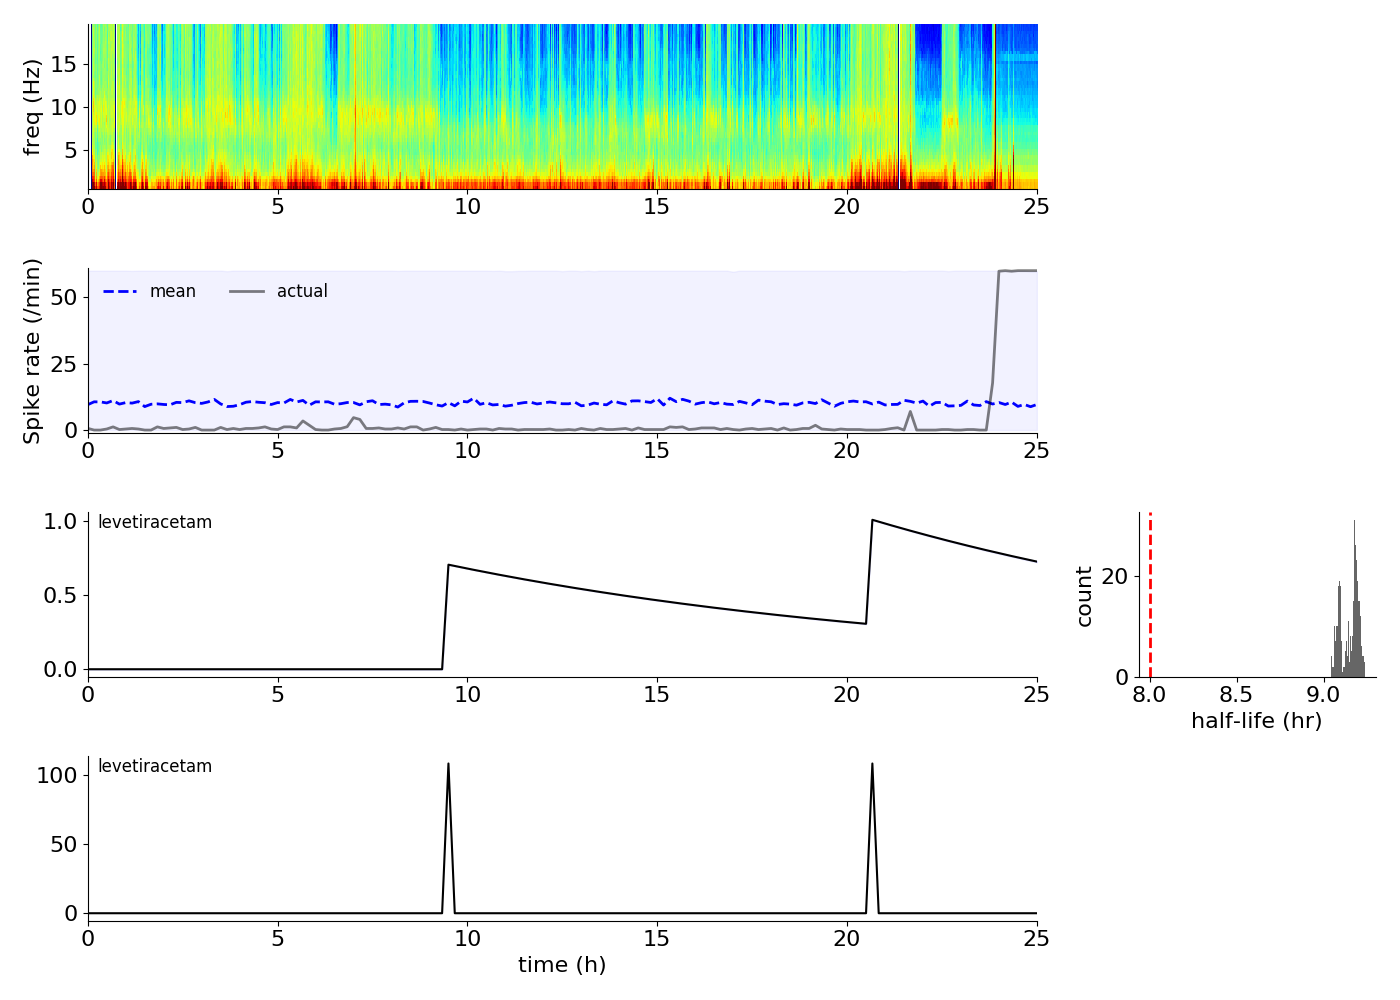 freq (Hz)
15
10
5
0 5 10 15 20 25
Spike rate (/min)
50
25
0
mean actual
0 5 10 15 20 25
levetiracetam
1.0
0.5
0.0
0 5 10 15 20 25
count
20
0
8.0 8.5 9.0
half-life (hr)
levetiracetam
100
50
0
0 5 10 15 20 25
time (h)